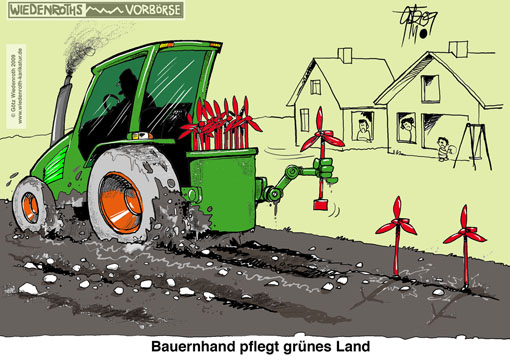 WIEDENROTHS VORBÖRSE
© Götz Wiedenroth 2009
www.wiedenroth-karikatur.de
Bauernhand pflegt grünes Land